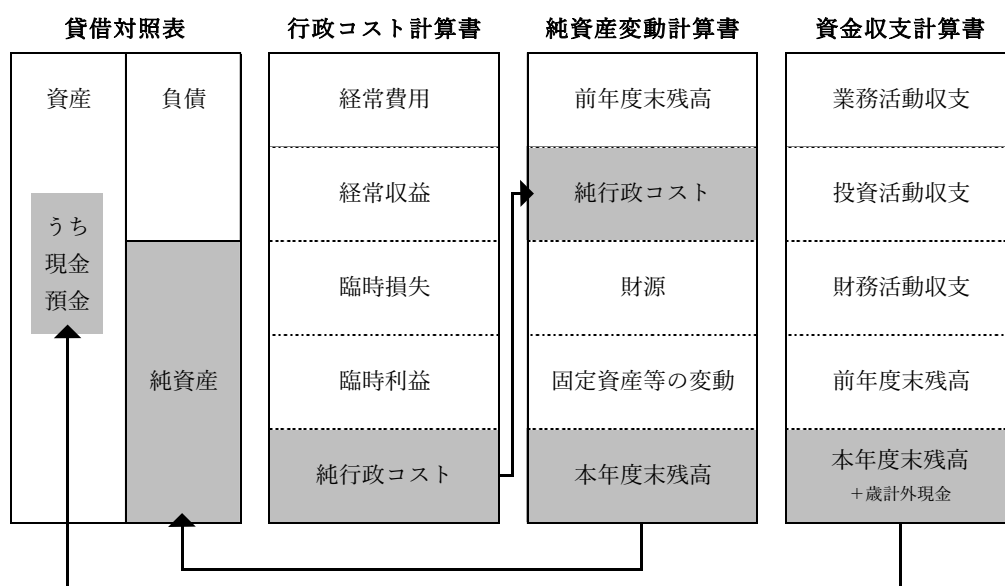 貸借対照表
資産
負債
うち
現金
預金
純資産
行政コスト計算書
経常費用
経常収益
臨時損失
臨時利益
純行政コスト
純資産変動計算書
前年度末残高
純行政コスト
財源
固定資産等の変動
本年度末残高
資金収支計算書
業務活動収支
投資活動収支
財務活動収支
前年度末残高
本年度末残高
＋歳計外現金